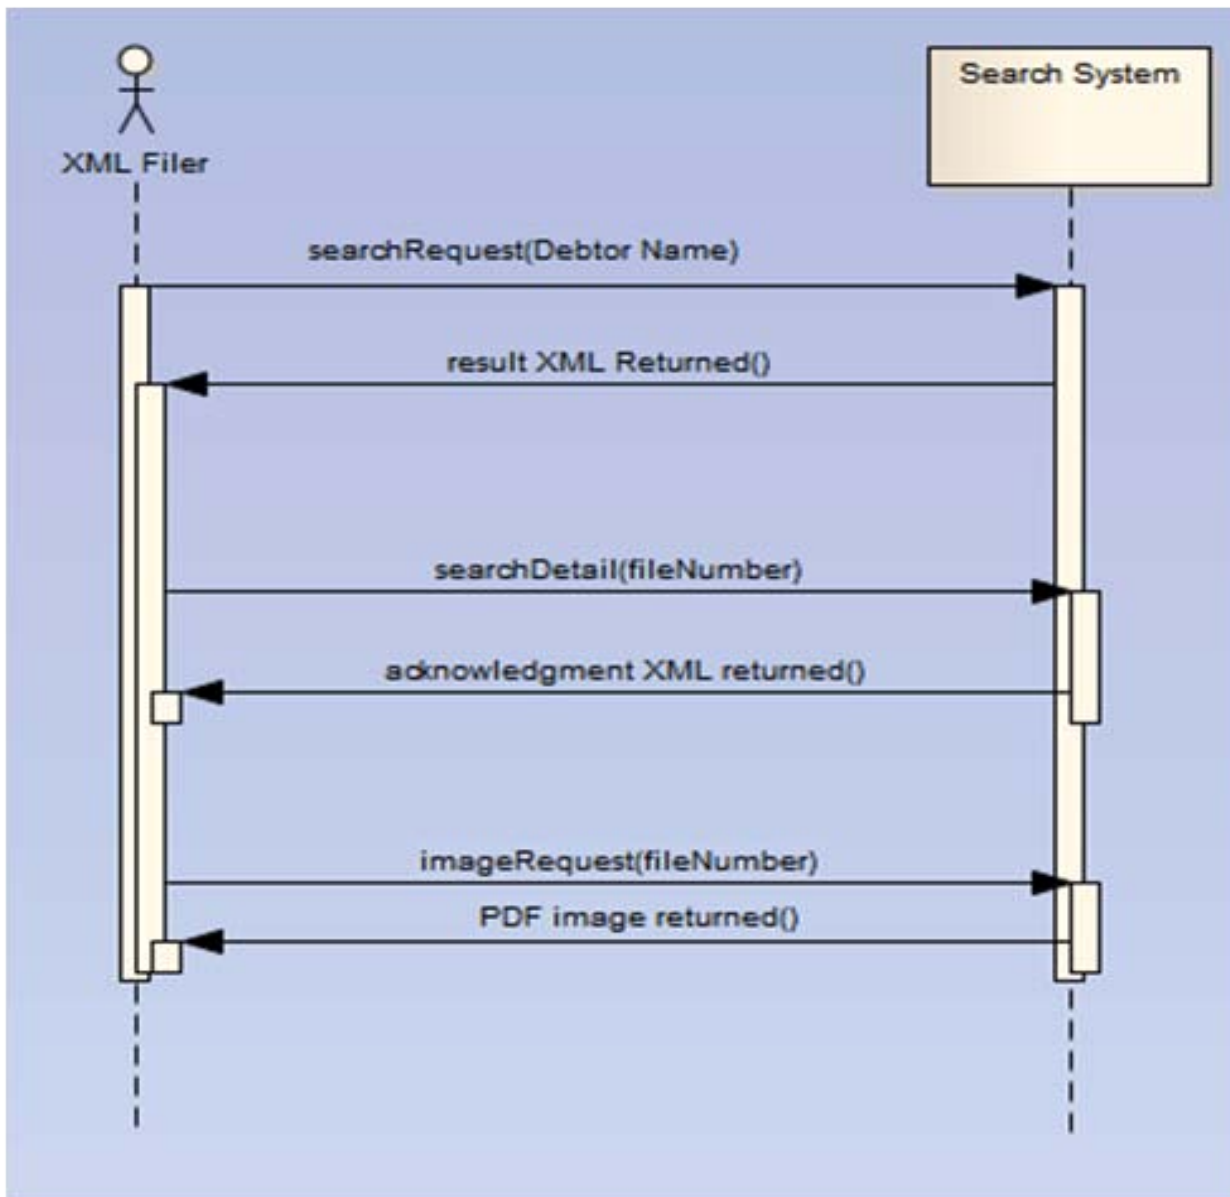 XML Filer
Search System
searchRequest(Debtor Name)
result XML Returned()
searchDetail(fileNumber)
acknowledgment XML returned()
imageRequest(fileNumber)
PDF image returned()